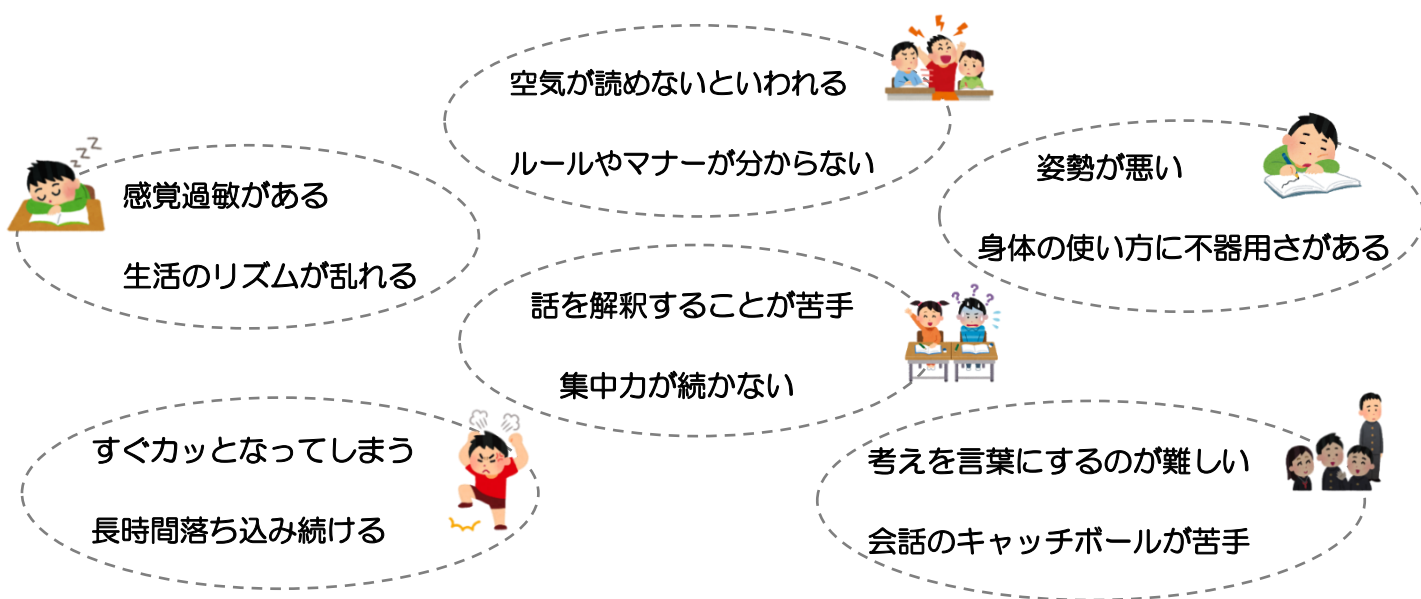 空気が読めないといわれる
ルールやマナーが分からない
感覚過敏がある
生活のリズムが乱れる
姿勢が悪い
身体の使い方に不器用さがある
話を解釈することが苦手
集中力が続かない
すぐカッとなってしまう
長時間落ち込み続ける
考えを言葉にするのが難しい
会話のキャッチボールが苦手